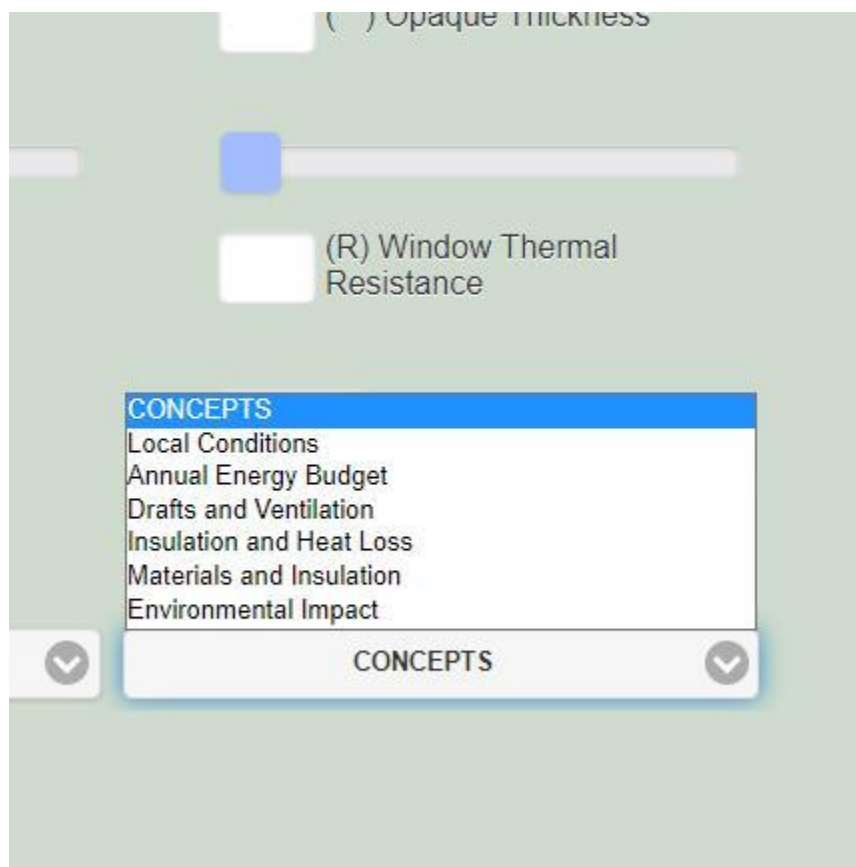 ( ) Opaque Thickness
(R) Window Thermal
Resistance
CONCEPTS
Local Conditions
Annual Energy Budget
Drafts and Ventilation
Insulation and Heat Loss
Materials and Insulation
Environmental Impact
CONCEPTS